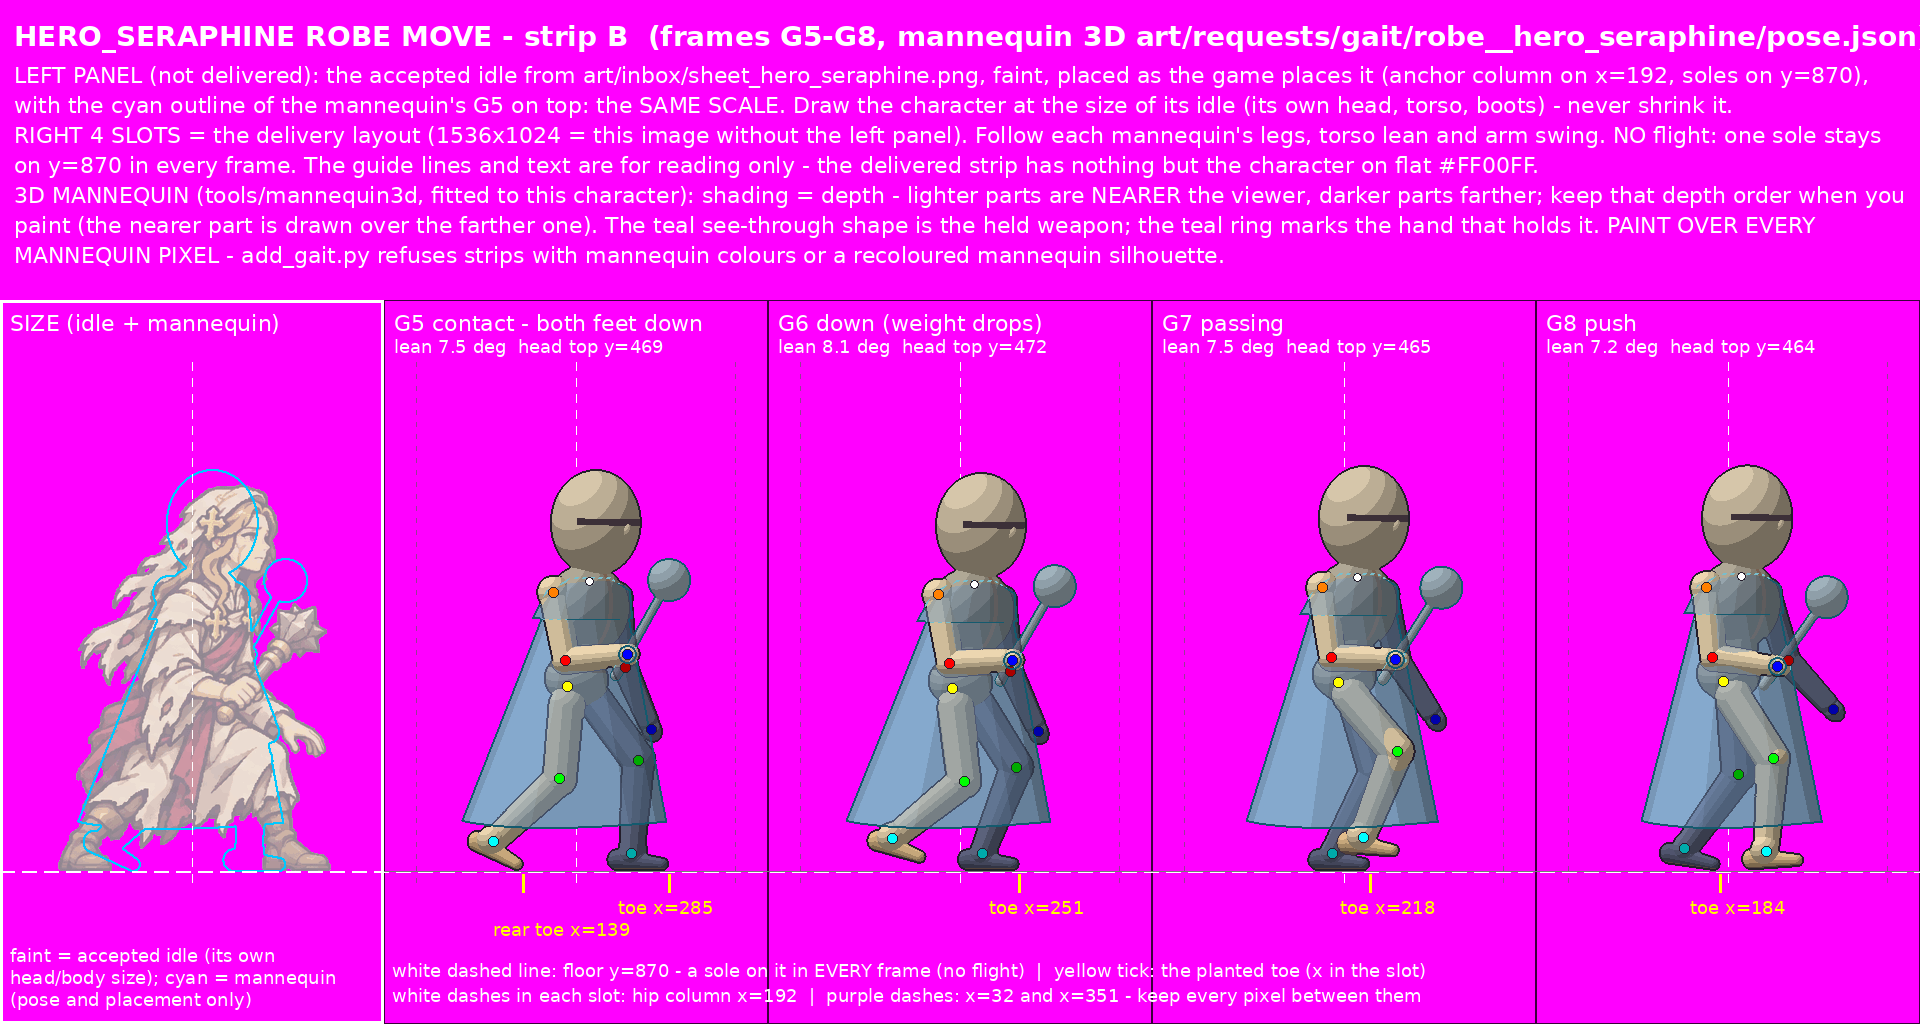 HERO_SERAPHINE ROBE MOVE - strip B  (frames G5-G8, mannequin 3D art/requests/gait/robe__hero_seraphine/pose.json
LEFT PANEL (not delivered): the accepted idle from art/inbox/sheet_hero_seraphine.png, faint, placed as the game places it (anchor column on x=192, soles on y=870),
with the cyan outline of the mannequin's G5 on top: the SAME SCALE. Draw the character at the size of its idle (its own head, torso, boots) - never shrink it.
RIGHT 4 SLOTS = the delivery layout (1536x1024 = this image without the left panel). Follow each mannequin's legs, torso lean and arm swing. NO flight: one sole stays
on y=870 in every frame. The guide lines and text are for reading only - the delivered strip has nothing but the character on flat #FF00FF.
3D MANNEQUIN (tools/mannequin3d, fitted to this character): shading = depth - lighter parts are NEARER the viewer, darker parts farther; keep that depth order when you
paint (the nearer part is drawn over the farther one). The teal see-through shape is the held weapon; the teal ring marks the hand that holds it. PAINT OVER EVERY
MANNEQUIN PIXEL - add_gait.py refuses strips with mannequin colours or a recoloured mannequin silhouette.
SIZE (idle + mannequin)
G5 contact - both feet down
lean 7.5 deg  head top y=469
G6 down (weight drops)
lean 8.1 deg  head top y=472
G7 passing
lean 7.5 deg  head top y=465
G8 push
lean 7.2 deg  head top y=464
toe x=285
rear toe x=139
toe x=251
toe x=218
toe x=184
faint = accepted idle (its own
head/body size); cyan = mannequin
(pose and placement only)
white dashed line: floor y=870 - a sole on it in EVERY frame (no flight)  |  yellow tick: the planted toe (x in the slot)
white dashes in each slot: hip column x=192  |  purple dashes: x=32 and x=351 - keep every pixel between them